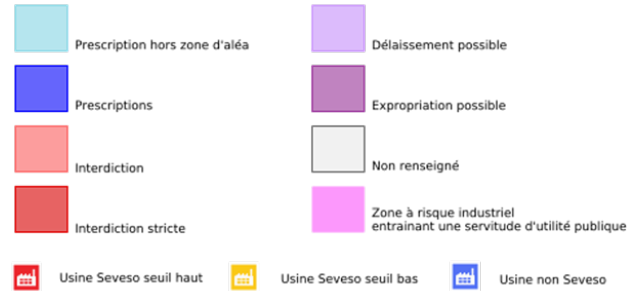 Prescription hors zone d'aléa
Délaissement possible
Prescriptions
Expropriation possible
Interdiction
Non renseigné
Interdiction stricte
Zone à risque industriel
entrainant une servitude d'utilité publique
Usine Seveso seuil haut
Usine Seveso seuil bas
Usine non Seveso